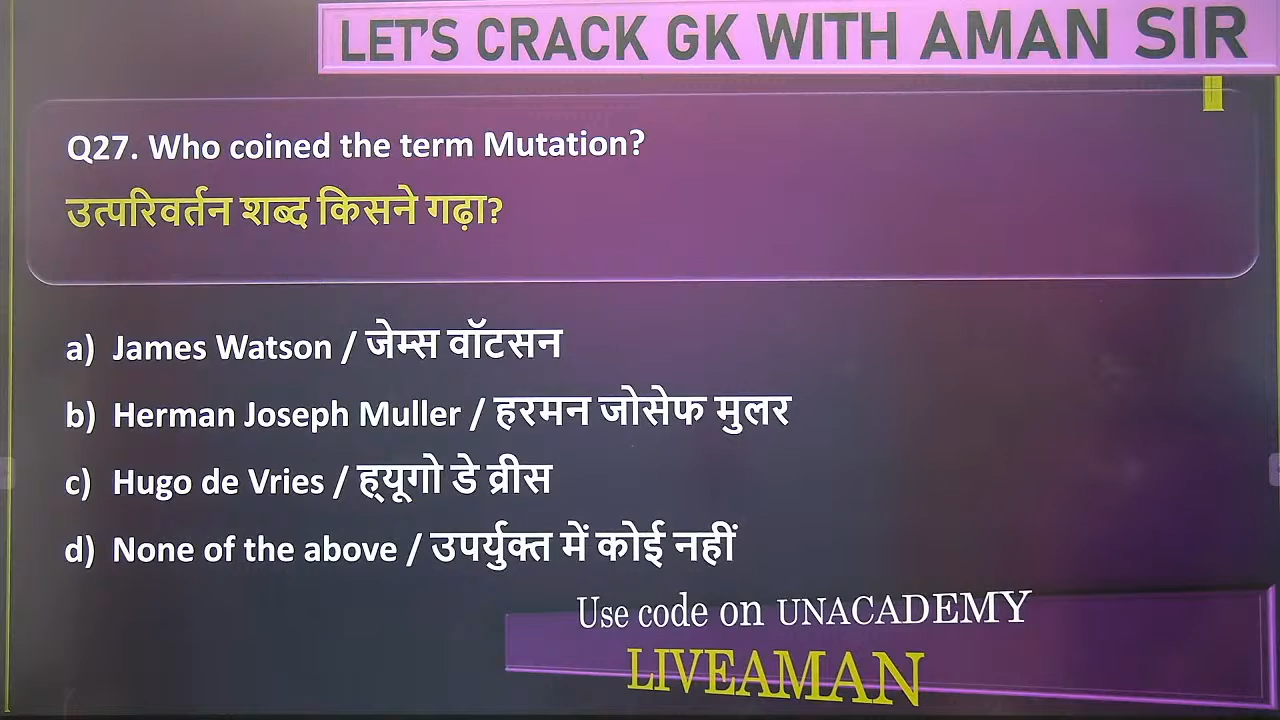 LET'S CRACK GK WITH AMAN SIR
Q27. Who coined the term Mutation?
उत्परिवर्तन शब्द किसने गढ़ा?
a) James Watson / जेम्स वॉटसन
b) Herman Joseph Muller / हरमन जोसेफ मुलर
c) Hugo de Vries / ह्यूगो डे व्रीस
d) None of the above / उपर्युक्त में कोई नहीं
Use code on UNACADEMY
LIVEAMAN